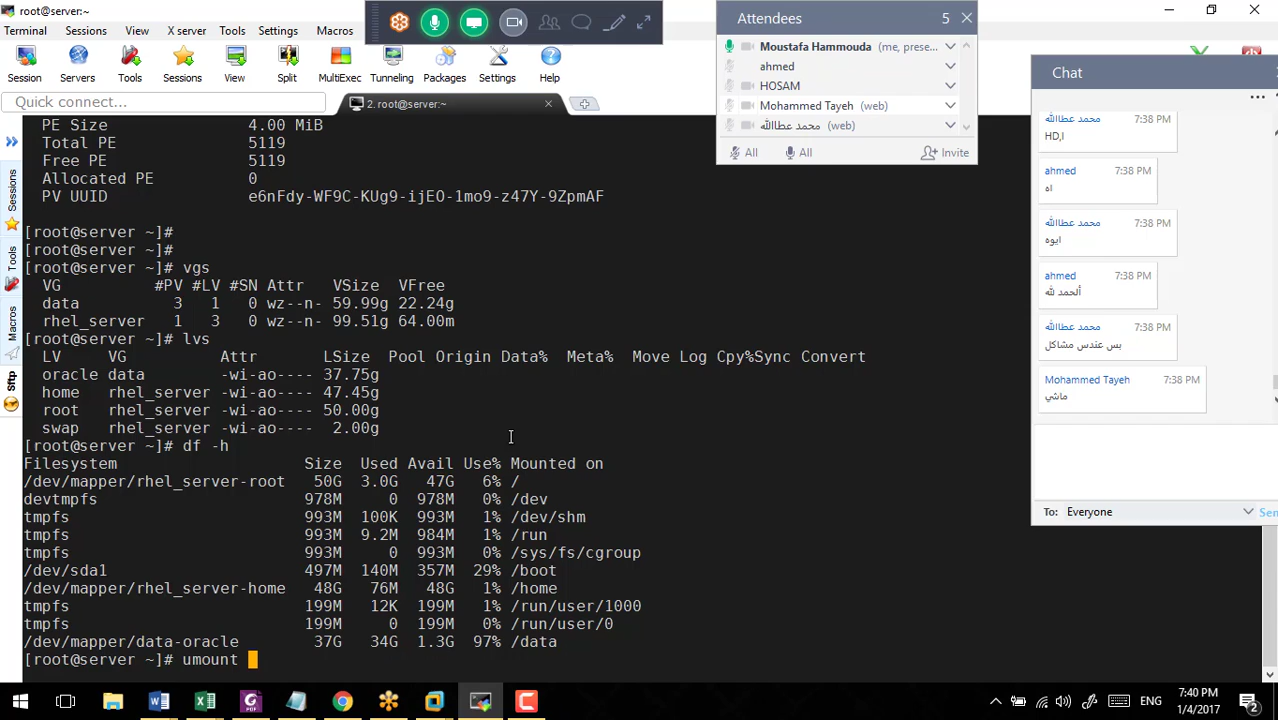 root@server:~
Terminal Sessions View X server Tools Settings Macros
Session Servers Tools Sessions View Split MultiExec Tunneling Packages Settings Help
Quick connect...
2. root@server:~
Attendees 5
Moustafa Hammouda (me, prese...
ahmed
HOSAM
Mohammed Tayeh (web)
محمد عطاالله (web)
All All Invite
Chat
محمد عطاالله 7:38 PM
HD,ا
ahmed 7:38 PM
اه
محمد عطاالله 7:38 PM
ايوه
ahmed 7:38 PM
ألحمد لله
محمد عطاالله 7:38 PM
بس عندس مشاكل
Mohammed Tayeh 7:38 PM
ماشي
To: Everyone Sen
Sessions
Tools
Macros
Sftp
PE Size 4.00 MiB
Total PE 5119
Free PE 5119
Allocated PE 0
PV UUID e6nFdy-WF9C-KUg9-ijEO-1mo9-z47Y-9ZpmAF
[root@server ~]#
[root@server ~]#
[root@server ~]# vgs
VG #PV #LV #SN Attr VSize VFree
data 3 1 0 wz--n- 59.99g 22.24g
rhel_server 1 3 0 wz--n- 99.51g 64.00m
[root@server ~]# lvs
LV VG Attr LSize Pool Origin Data% Meta% Move Log Cpy%Sync Convert
oracle data -wi-ao---- 37.75g
home rhel_server -wi-ao---- 47.45g
root rhel_server -wi-ao---- 50.00g
swap rhel_server -wi-ao---- 2.00g
[root@server ~]# df -h
Filesystem Size Used Avail Use% Mounted on
/dev/mapper/rhel_server-root 50G 3.0G 47G 6% /
devtmpfs 978M 0 978M 0% /dev
tmpfs 993M 100K 993M 1% /dev/shm
tmpfs 993M 9.2M 984M 1% /run
tmpfs 993M 0 993M 0% /sys/fs/cgroup
/dev/sda1 497M 140M 357M 29% /boot
/dev/mapper/rhel_server-home 48G 76M 48G 1% /home
tmpfs 199M 12K 199M 1% /run/user/1000
tmpfs 199M 0 199M 0% /run/user/0
/dev/mapper/data-oracle 37G 34G 1.3G 97% /data
[root@server ~]# umount
ENG
7:40 PM
1/4/2017
2